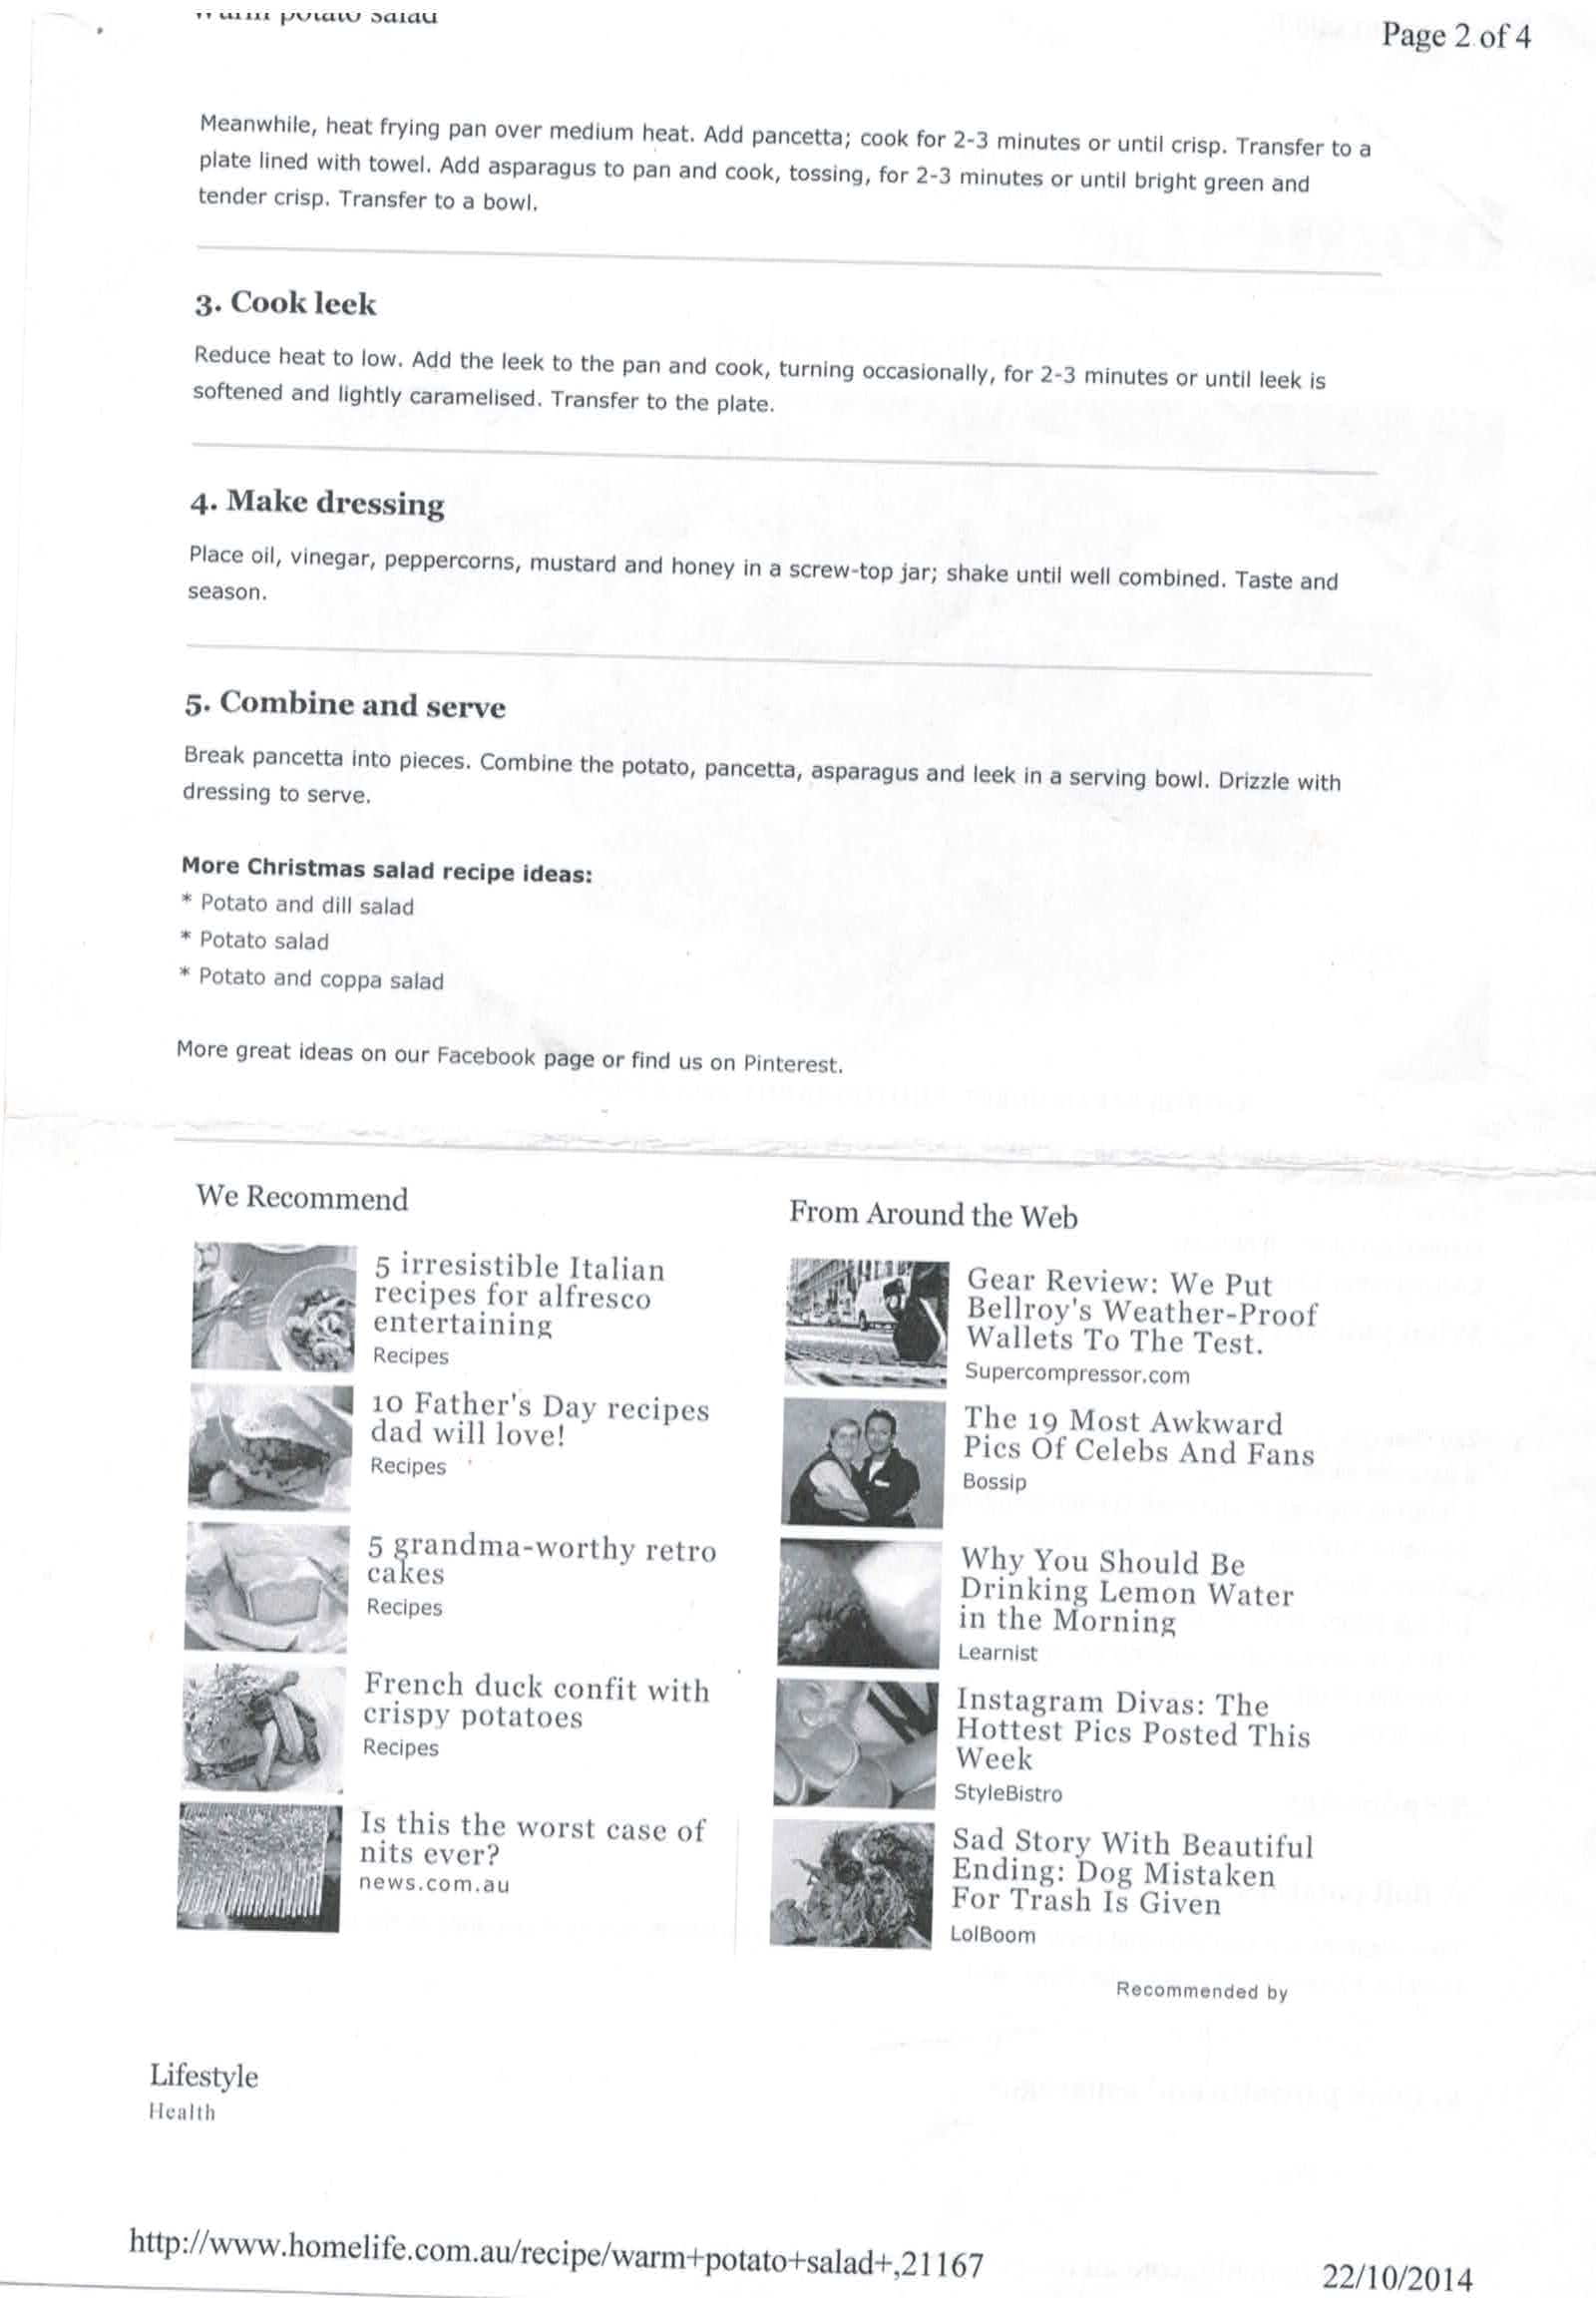 Warm potato salad
Page 2 of 4
Meanwhile, heat frying pan over medium heat. Add pancetta; cook for 2-3 minutes or until crisp. Transfer to a
plate lined with towel. Add asparagus to pan and cook, tossing, for 2-3 minutes or until bright green and
tender crisp. Transfer to a bowl.
3. Cook leek
Reduce heat to low. Add the leek to the pan and cook, turning occasionally, for 2-3 minutes or until leek is
softened and lightly caramelised. Transfer to the plate.
4. Make dressing
Place oil, vinegar, peppercorns, mustard and honey in a screw-top jar; shake until well combined. Taste and
season.
5. Combine and serve
Break pancetta into pieces. Combine the potato, pancetta, asparagus and leek in a serving bowl. Drizzle with
dressing to serve.
More Christmas salad recipe ideas:
* Potato and dill salad
* Potato salad
* Potato and coppa salad
More great ideas on our Facebook page or find us on Pinterest.
We Recommend
5 irresistible Italian
recipes for alfresco
entertaining
Recipes
10 Father's Day recipes
dad will love!
Recipes
5 grandma-worthy retro
cakes
Recipes
French duck confit with
crispy potatoes
Recipes
Is this the worst case of
nits ever?
news.com.au
From Around the Web
Gear Review: We Put
Bellroy's Weather-Proof
Wallets To The Test.
Supercompressor.com
The 19 Most Awkward
Pics Of Celebs And Fans
Bossip
Why You Should Be
Drinking Lemon Water
in the Morning
Learnist
Instagram Divas: The
Hottest Pics Posted This
Week
StyleBistro
Sad Story With Beautiful
Ending: Dog Mistaken
For Trash Is Given
LolBoom
Recommended by
Lifestyle
Health
http://www.homelife.com.au/recipe/warm+potato+salad+,21167
22/10/2014